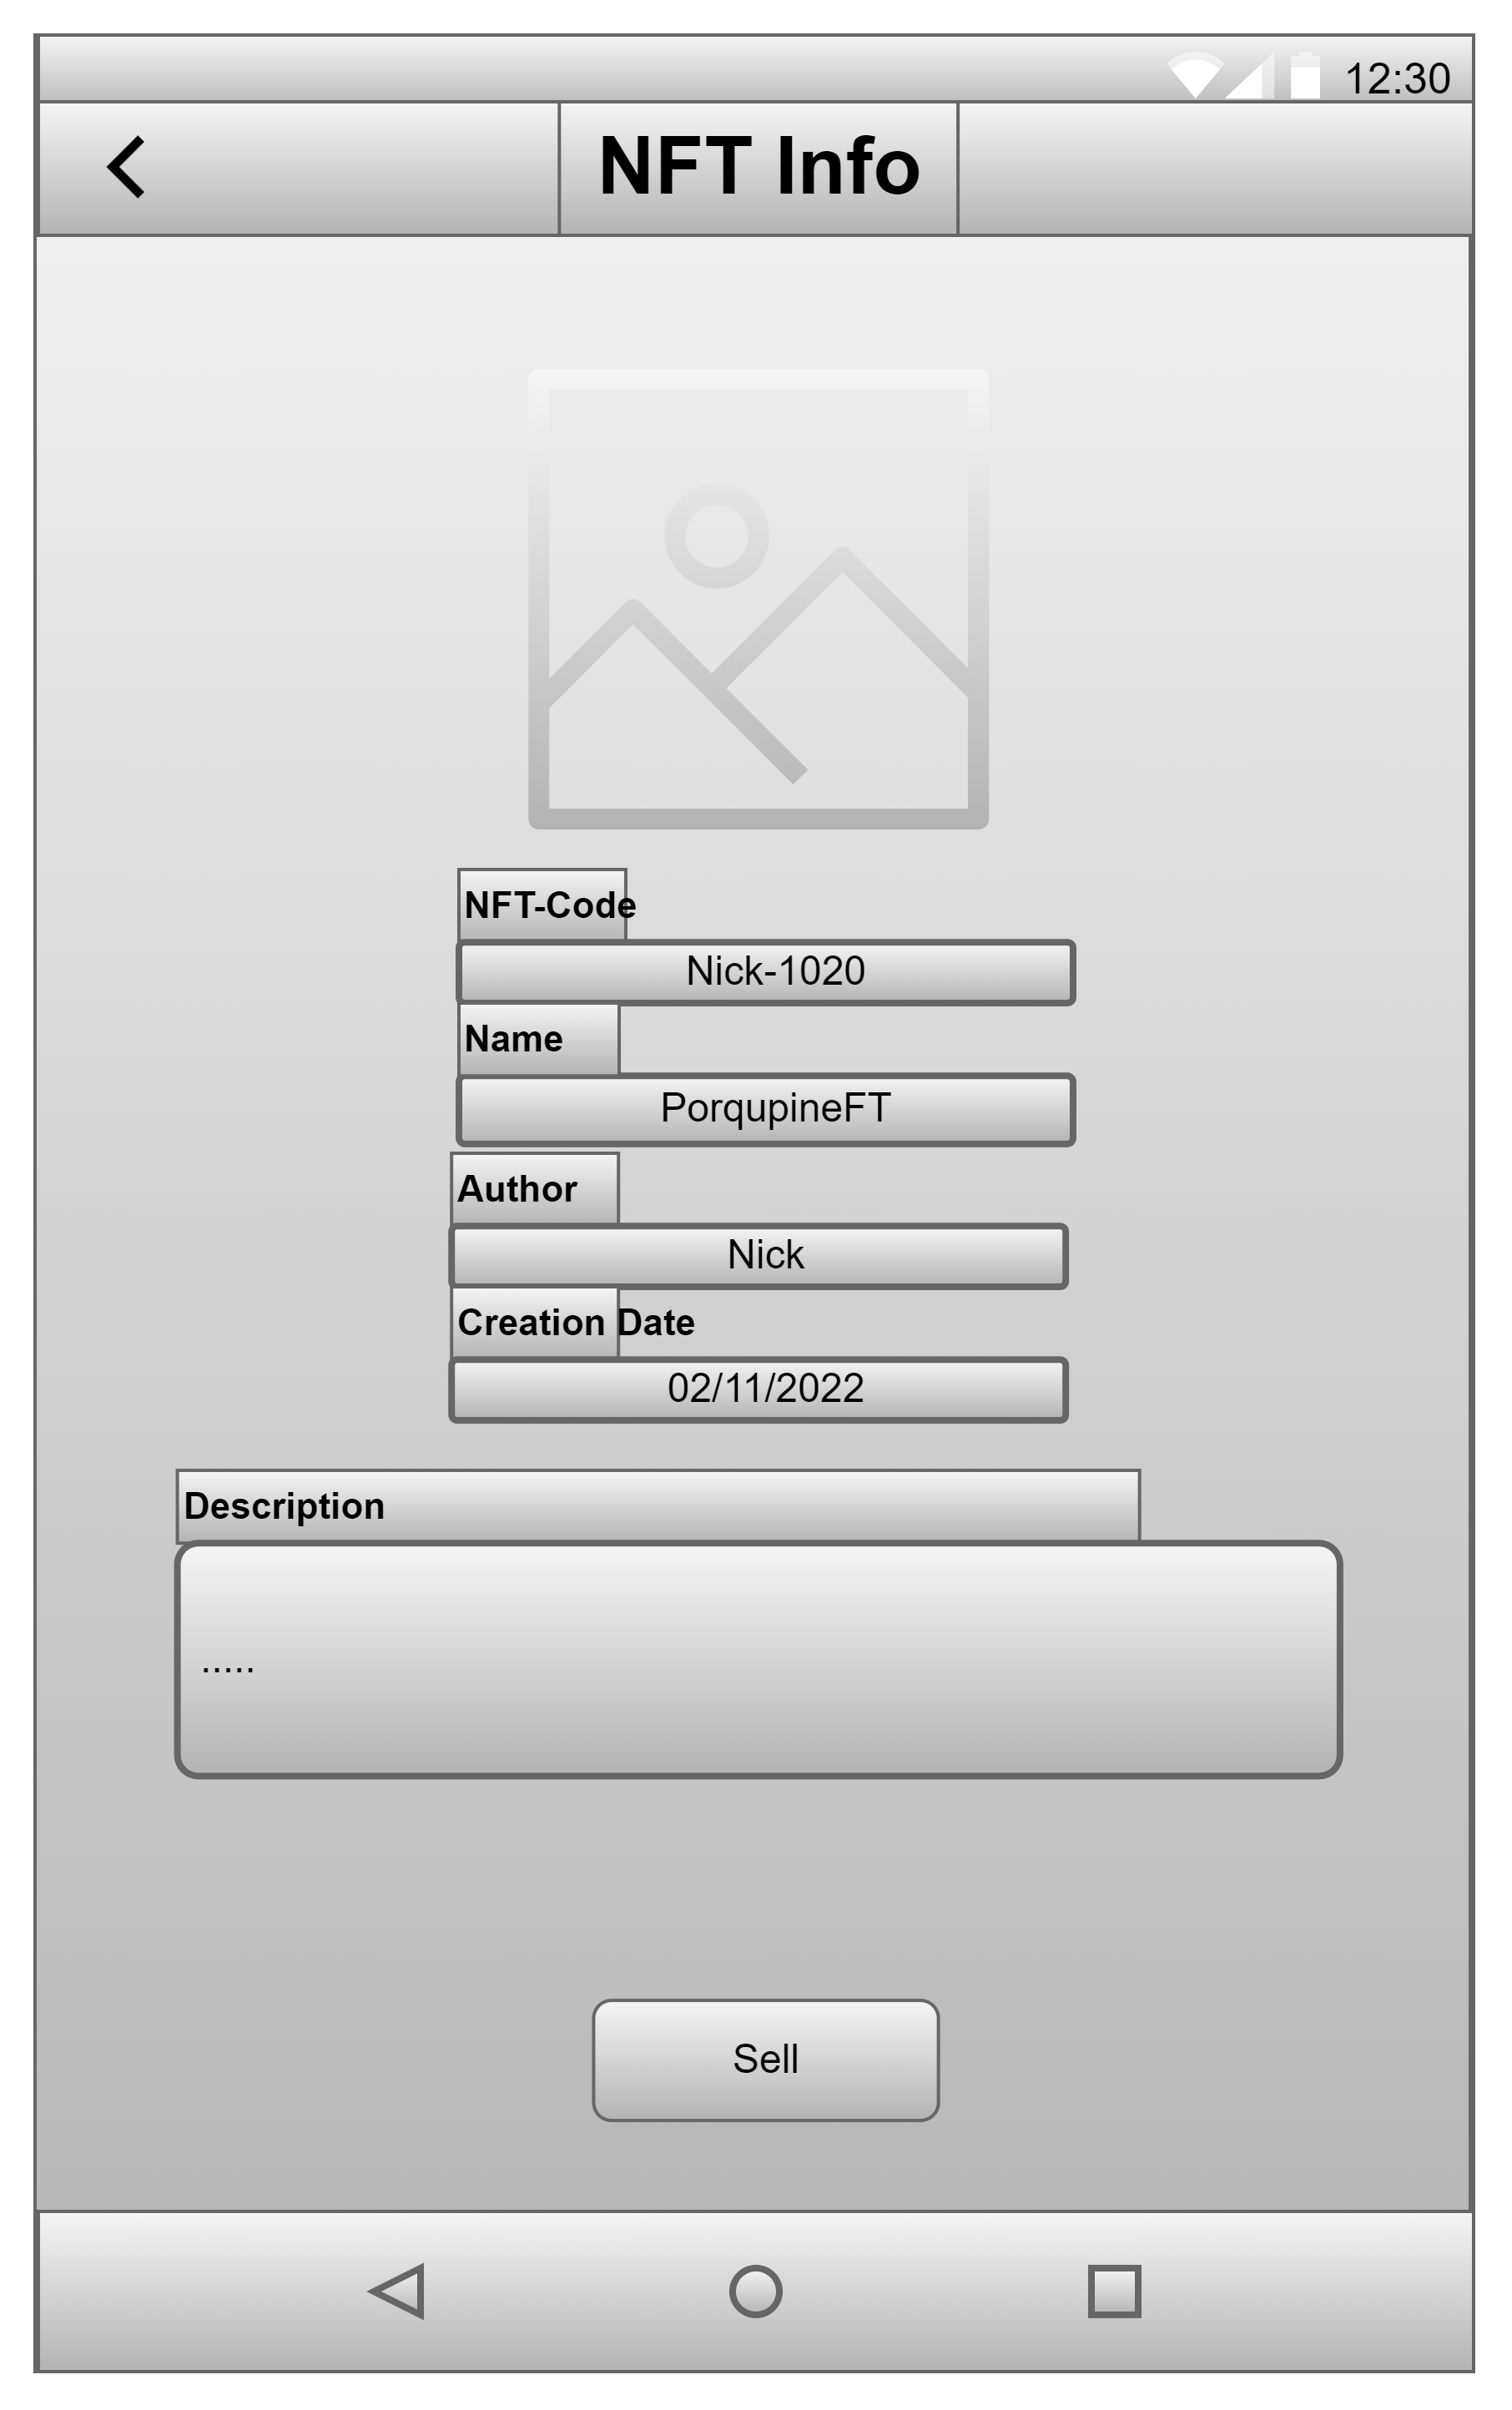 12:30
NFT Info
NFT-Code
Nick-1020
Name
PorqupineFT
Author
Nick
Creation Date
02/11/2022
Description
.....
Sell